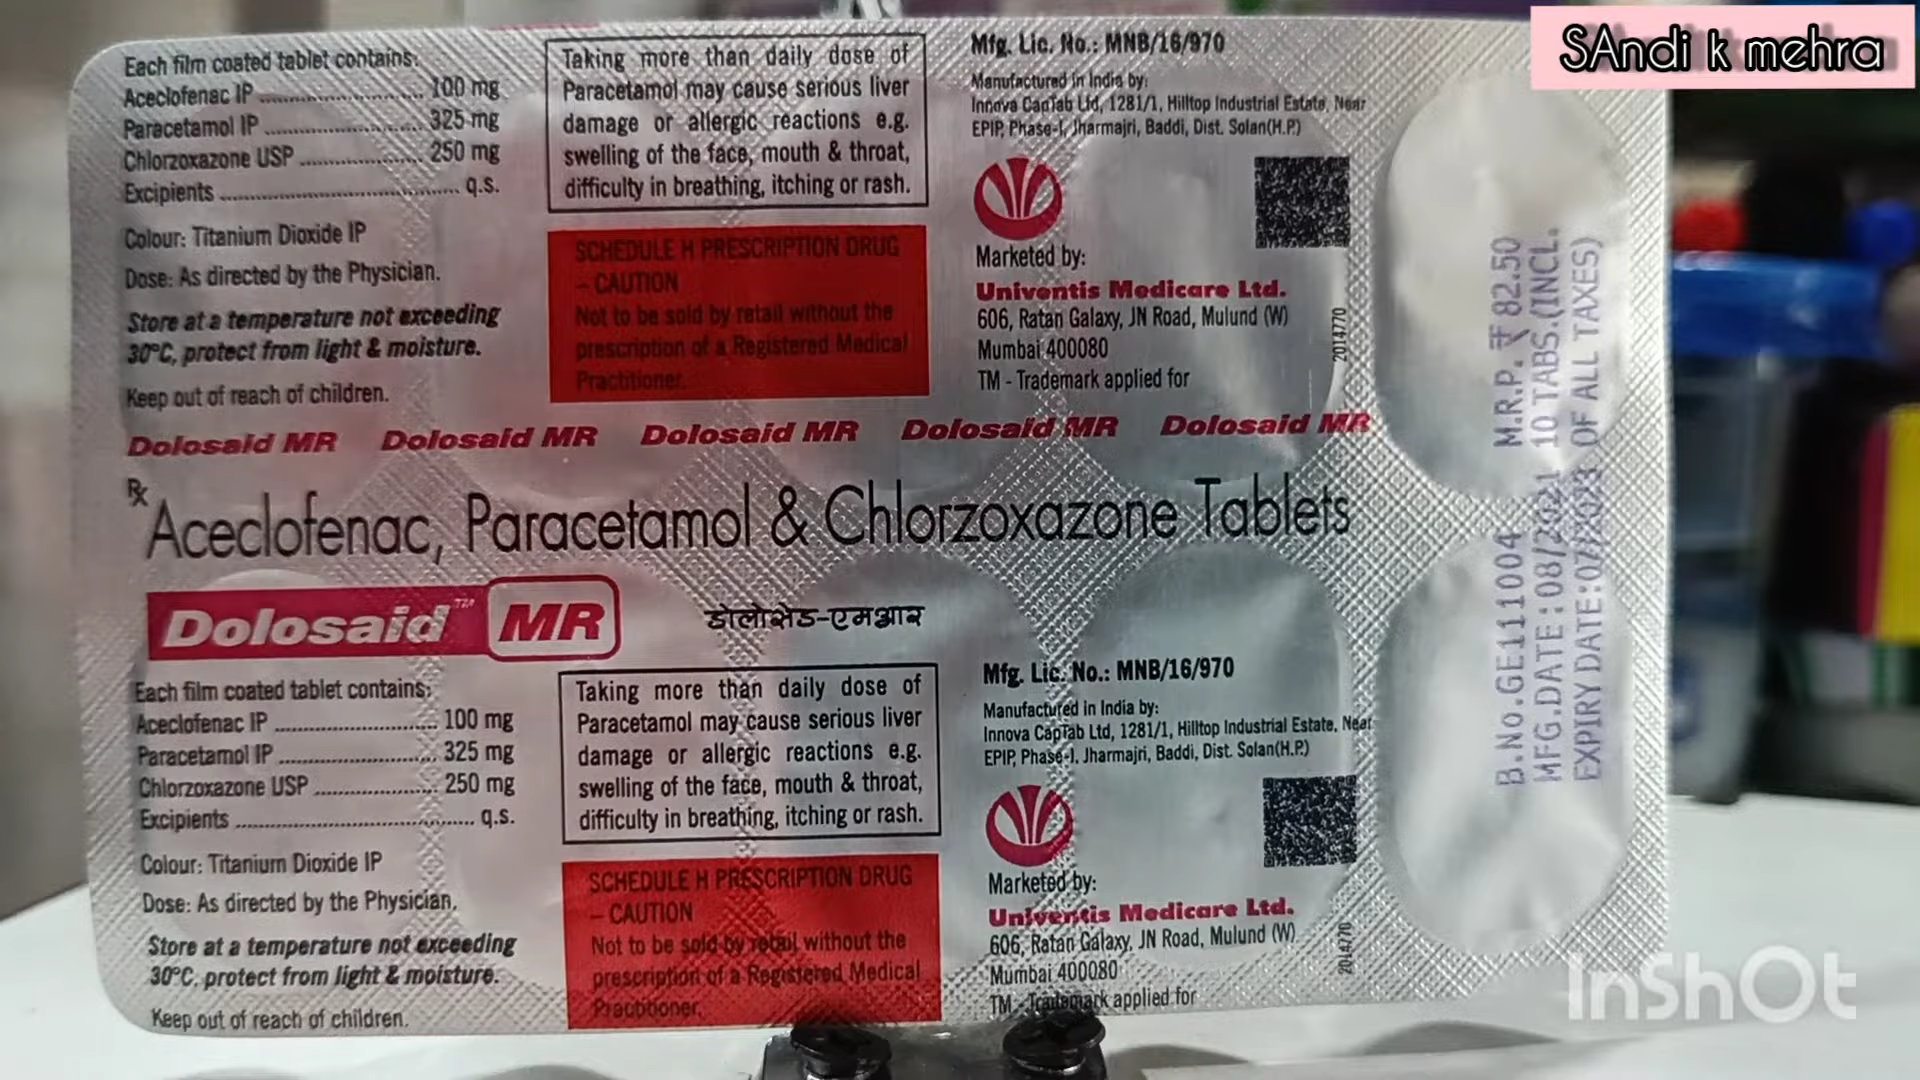 SAndi k mehra
Each film coated tablet contains:
Aceclofenac IP ........................ 100 mg
Paracetamol IP ....................... 325 mg
Chlorzoxazone USP .................. 250 mg
Excipients ................................... q.s.
Colour: Titanium Dioxide IP
Dose: As directed by the Physician.
Store at a temperature not exceeding
30°C, protect from light & moisture.
Keep out of reach of children.
Taking more than daily dose of
Paracetamol may cause serious liver
damage or allergic reactions e.g.
swelling of the face, mouth & throat,
difficulty in breathing, itching or rash.
SCHEDULE H PRESCRIPTION DRUG
– CAUTION
Not to be sold by retail without the
prescription of a Registered Medical
Practitioner.
Mfg. Lic. No.: MNB/16/970
Manufactured in India by:
Innova CapTab Ltd, 1281/1, Hilltop Industrial Estate, Near
EPIP, Phase-I, Jharmajri, Baddi, Dist. Solan(H.P.)
Marketed by:
Univentis Medicare Ltd.
606, Ratan Galaxy, JN Road, Mulund (W)
Mumbai 400080
TM - Trademark applied for
2014770
Dolosaid MR Dolosaid MR Dolosaid MR Dolosaid MR Dolosaid MR
Rx Aceclofenac, Paracetamol & Chlorzoxazone Tablets
Dolosaid™ MR
डोलोसेड-एमआर
Each film coated tablet contains:
Aceclofenac IP ........................ 100 mg
Paracetamol IP ....................... 325 mg
Chlorzoxazone USP .................. 250 mg
Excipients ................................... q.s.
Colour: Titanium Dioxide IP
Dose: As directed by the Physician.
Store at a temperature not exceeding
30°C, protect from light & moisture.
Keep out of reach of children.
Taking more than daily dose of
Paracetamol may cause serious liver
damage or allergic reactions e.g.
swelling of the face, mouth & throat,
difficulty in breathing, itching or rash.
SCHEDULE H PRESCRIPTION DRUG
– CAUTION
Not to be sold by retail without the
prescription of a Registered Medical
Practitioner.
Mfg. Lic. No.: MNB/16/970
Manufactured in India by:
Innova CapTab Ltd, 1281/1, Hilltop Industrial Estate, Near
EPIP, Phase-I, Jharmajri, Baddi, Dist. Solan(H.P.)
Marketed by:
Univentis Medicare Ltd.
606, Ratan Galaxy, JN Road, Mulund (W)
Mumbai 400080
TM - Trademark applied for
2014770
B.No.GE111004 M.R.P. ₹ 82.50
MFG.DATE:08/2021 10 TABS.(INCL.
EXPIRY DATE:07/2023 OF ALL TAXES)
InShOt